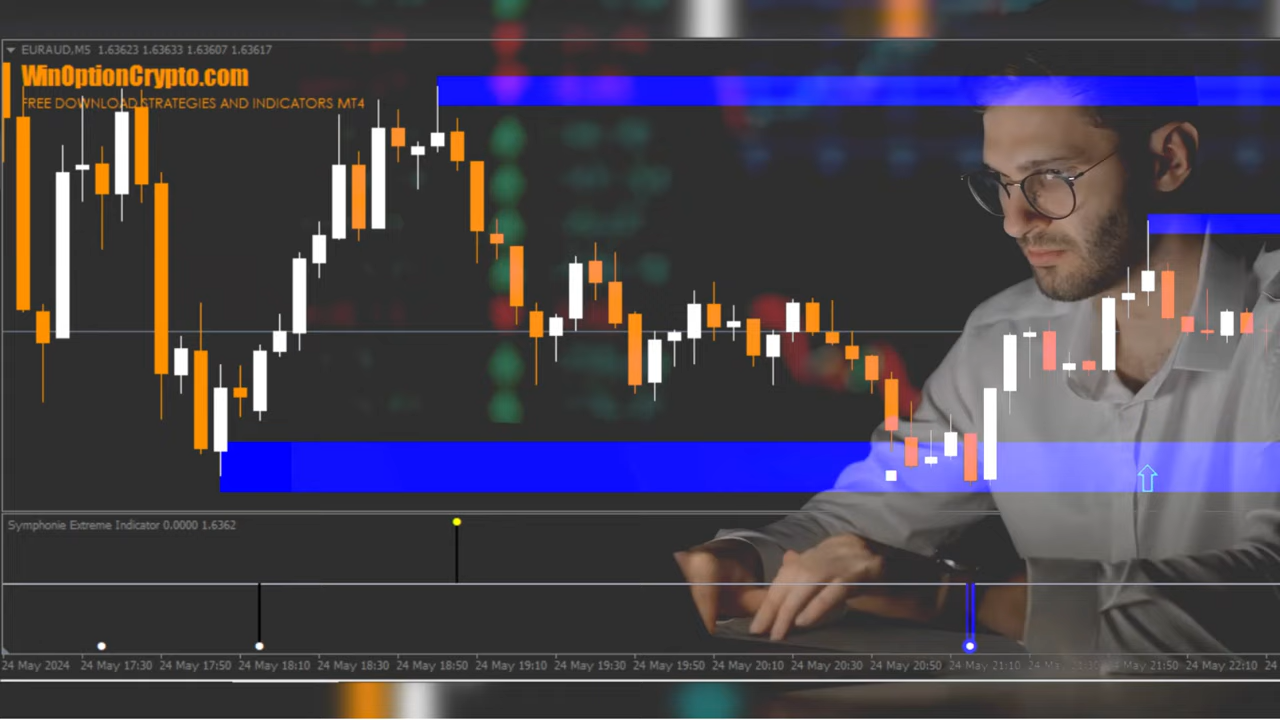 EURAUD,M5 1.63623 1.63633 1.63607 1.63617
WinOptionCrypto.com
FREE DOWNLOAD STRATEGIES AND INDICATORS MT4
Symphonie Extreme Indicator 0.0000 1.6362
24 May 2024 24 May 17:30 24 May 17:50 24 May 18:10 24 May 18:30 24 May 18:50 24 May 19:10 24 May 19:30 24 May 19:50 24 May 20:10 24 May 20:30 24 May 20:50 24 May 21:10 24 May 21:50 24 May 22:10